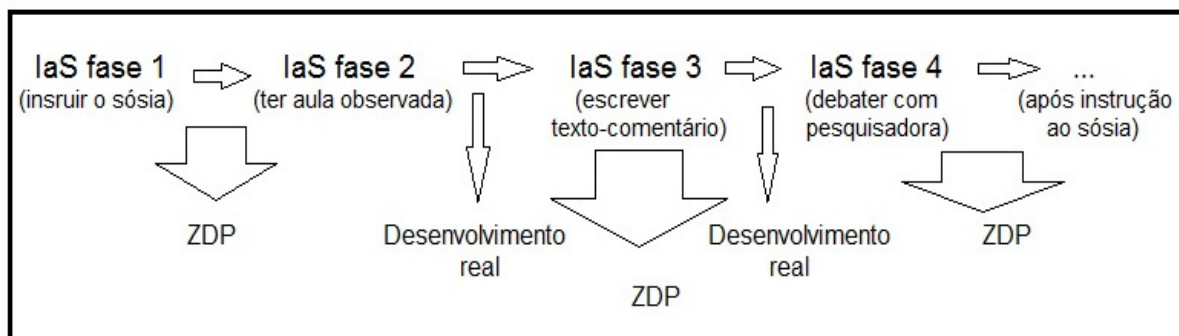 IaS fase 1
(insruir o sósia)
IaS fase 2
(ter aula observada)
IaS fase 3
(escrever
texto-comentário)
IaS fase 4
(debater com
pesquisadora)
...
(após instrução
ao sósia)
ZDP
Desenvolvimento
real
ZDP
Desenvolvimento
real
ZDP